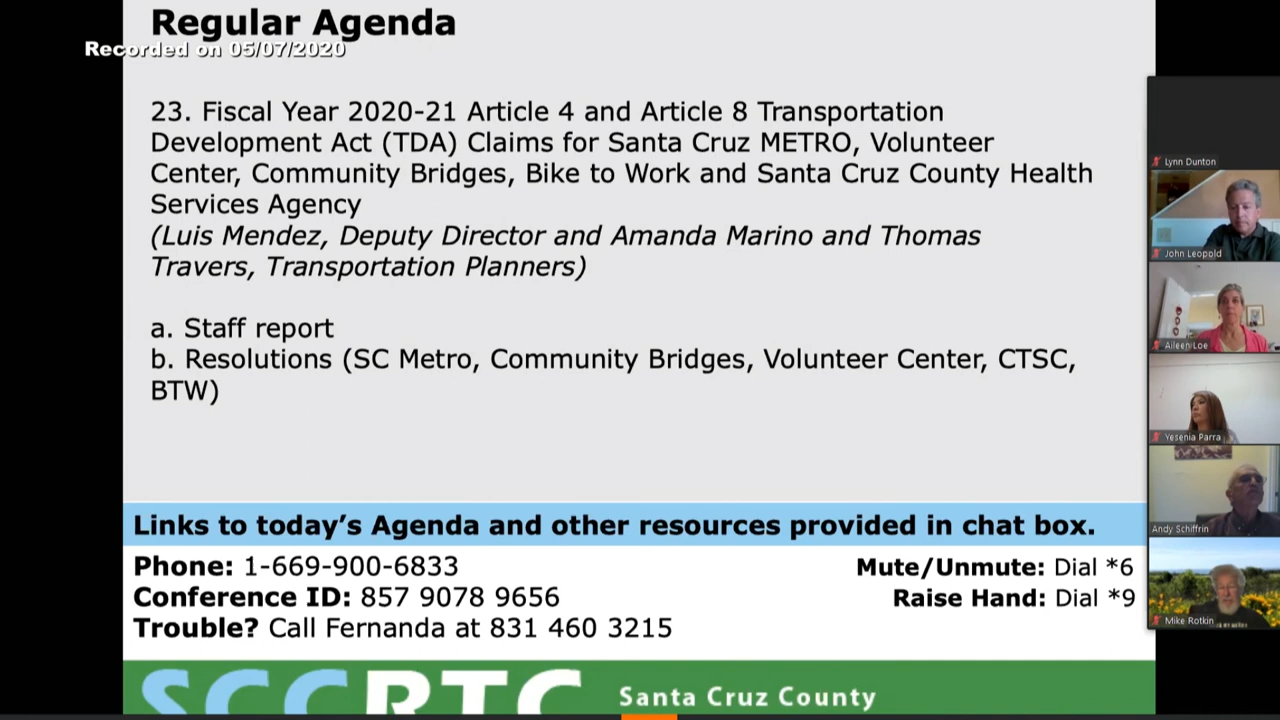 Regular Agenda
Recorded on 05/07/2020
23. Fiscal Year 2020-21 Article 4 and Article 8 Transportation
Development Act (TDA) Claims for Santa Cruz METRO, Volunteer
Center, Community Bridges, Bike to Work and Santa Cruz County Health
Services Agency
(Luis Mendez, Deputy Director and Amanda Marino and Thomas
Travers, Transportation Planners)
a. Staff report
b. Resolutions (SC Metro, Community Bridges, Volunteer Center, CTSC,
BTW)
Links to today's Agenda and other resources provided in chat box.
Phone: 1-669-900-6833
Mute/Unmute: Dial *6
Conference ID: 857 9078 9656
Raise Hand: Dial *9
Trouble? Call Fernanda at 831 460 3215
SCCRTC
Santa Cruz County
Lynn Dunton
John Leopold
Aileen Loe
Yesenia Parra
Andy Schiffrin
Mike Rotkin